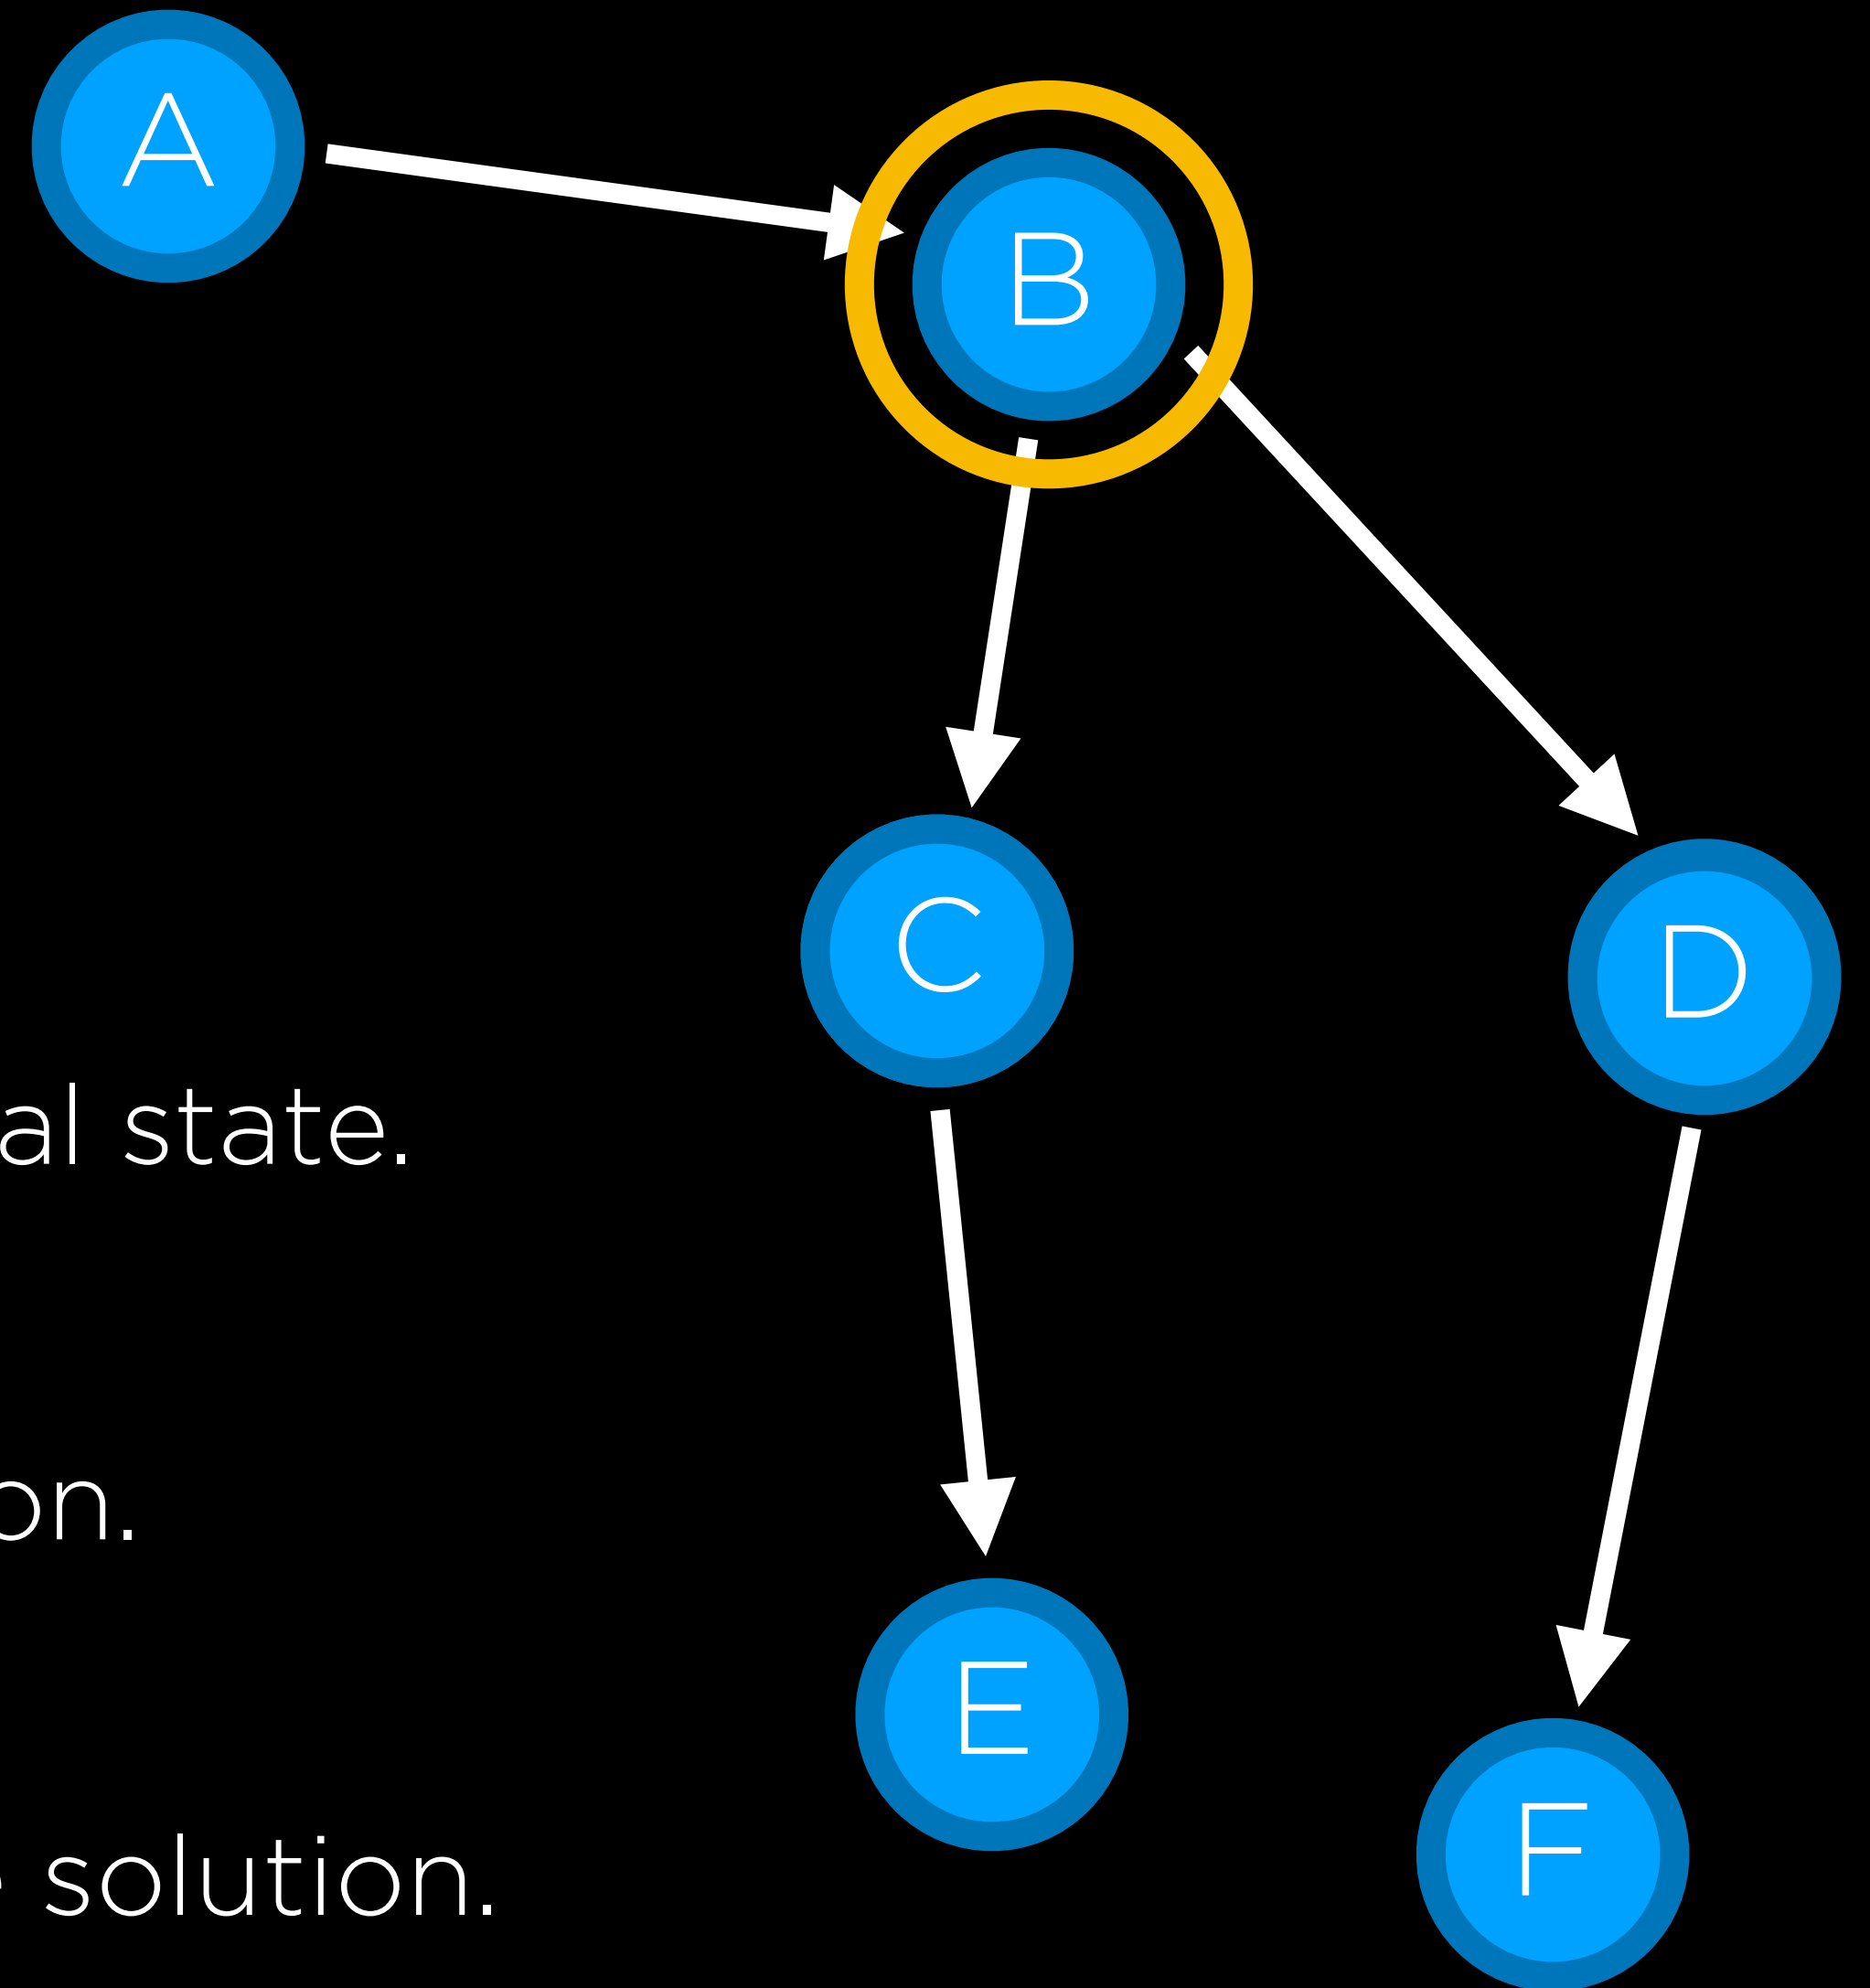 A
B
C
D
al state.
on.
E
F
solution.